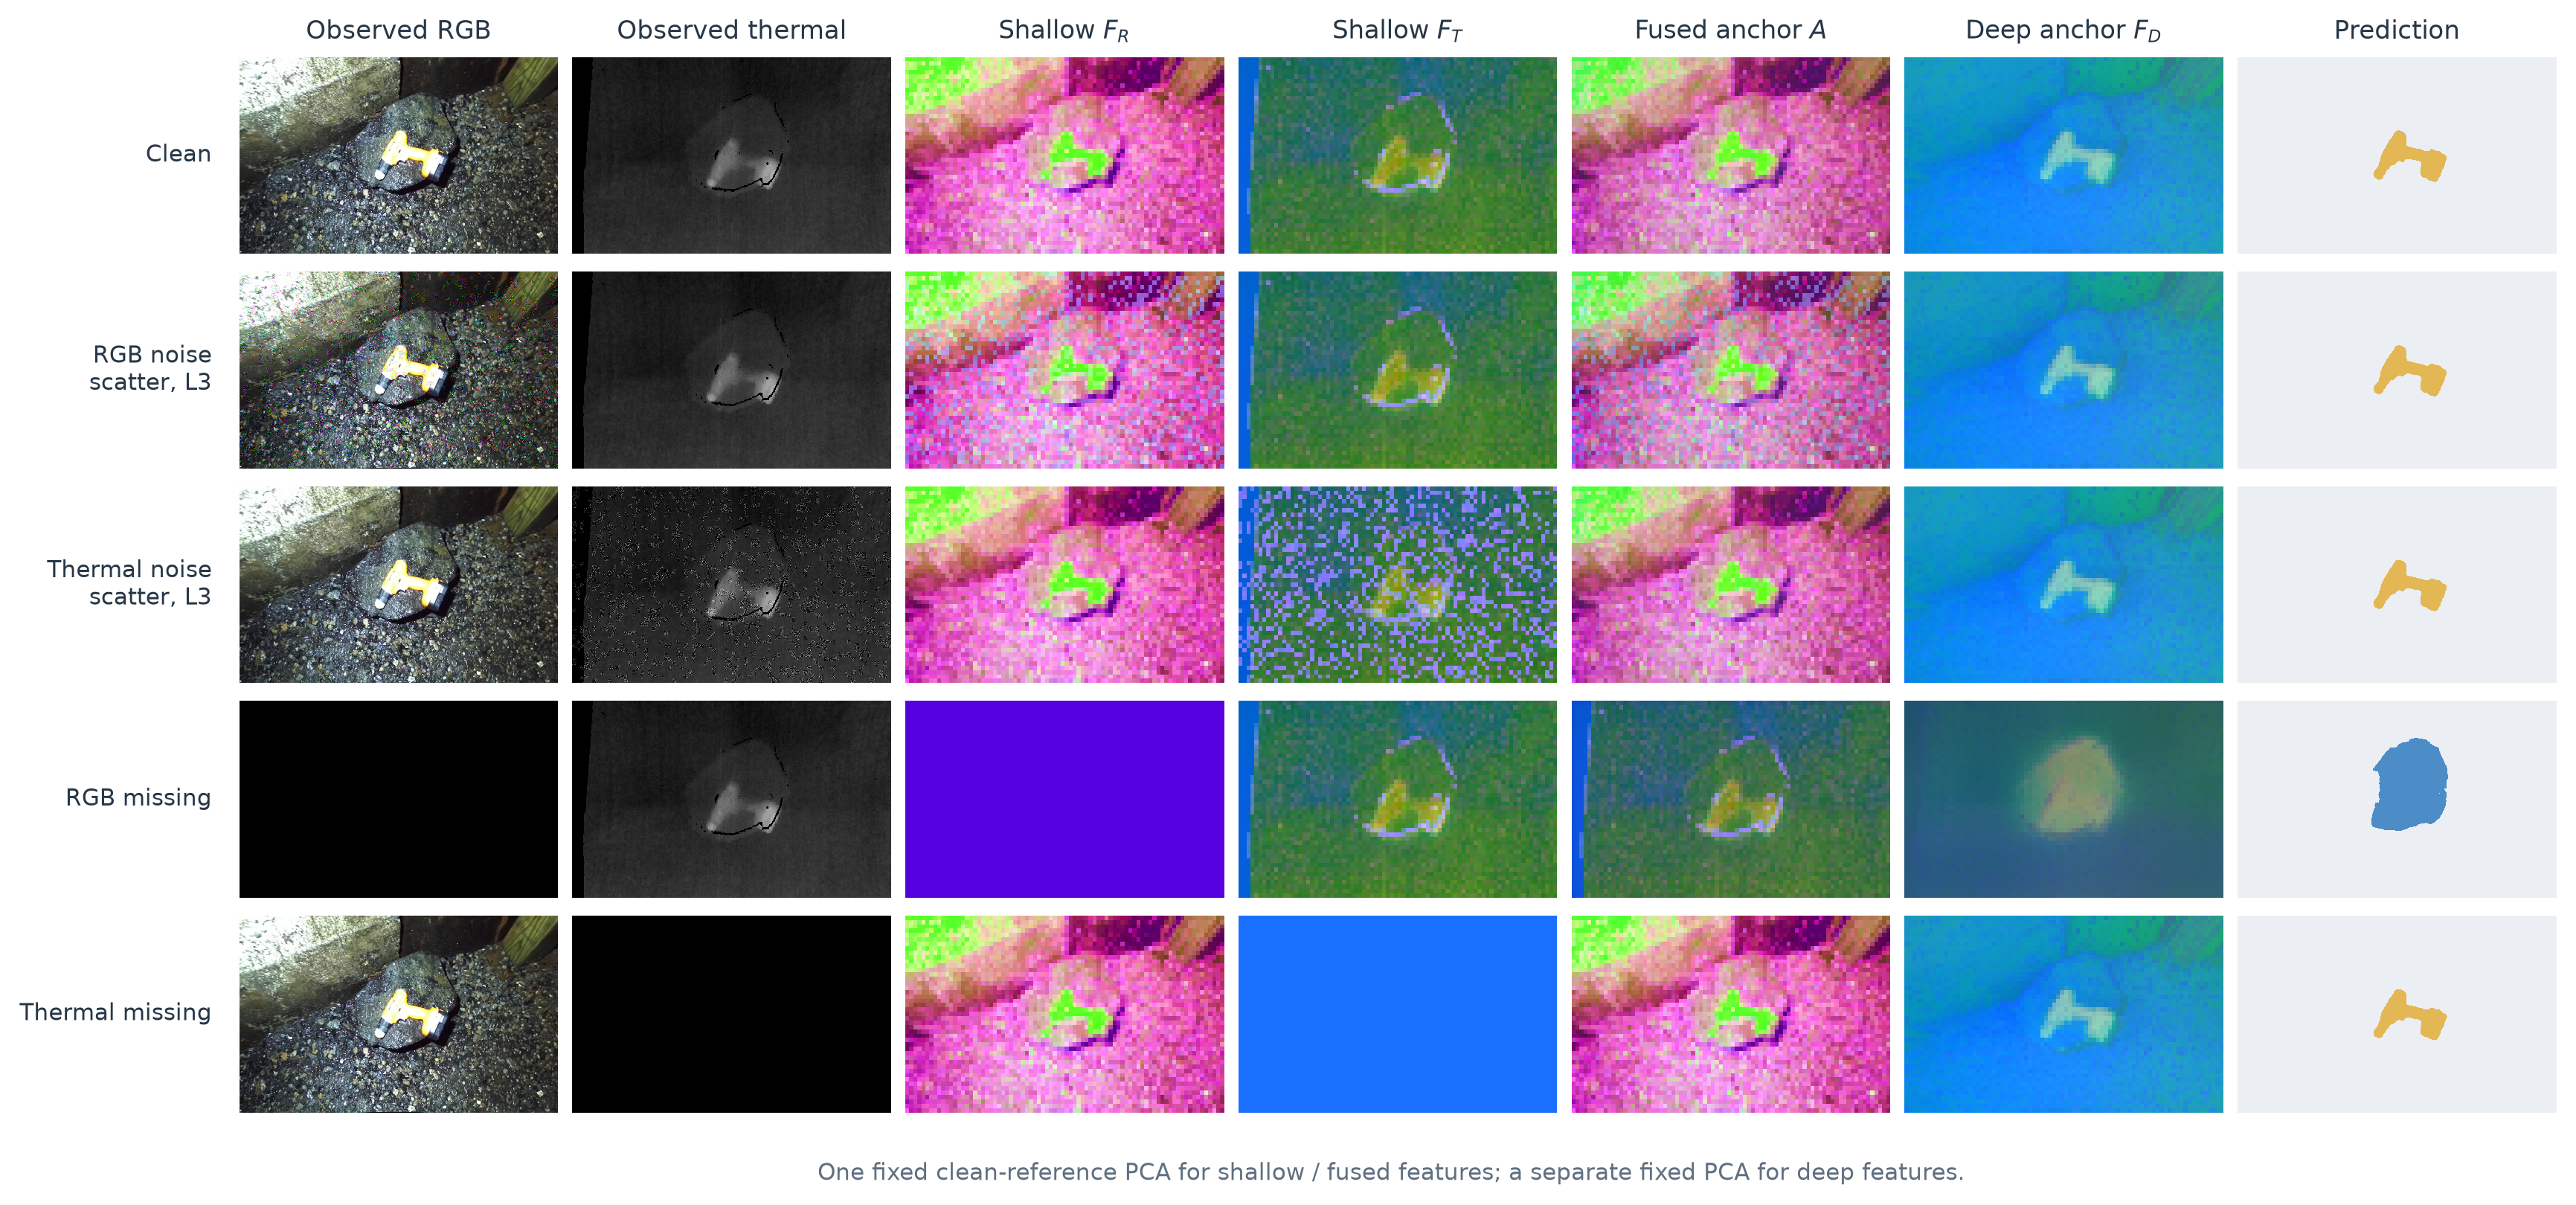 Observed RGB
Observed thermal
Shallow F_R
Shallow F_T
Fused anchor A
Deep anchor F_D
Prediction
Clean
RGB noise
scatter, L3
Thermal noise
scatter, L3
RGB missing
Thermal missing
One fixed clean-reference PCA for shallow / fused features; a separate fixed PCA for deep features.